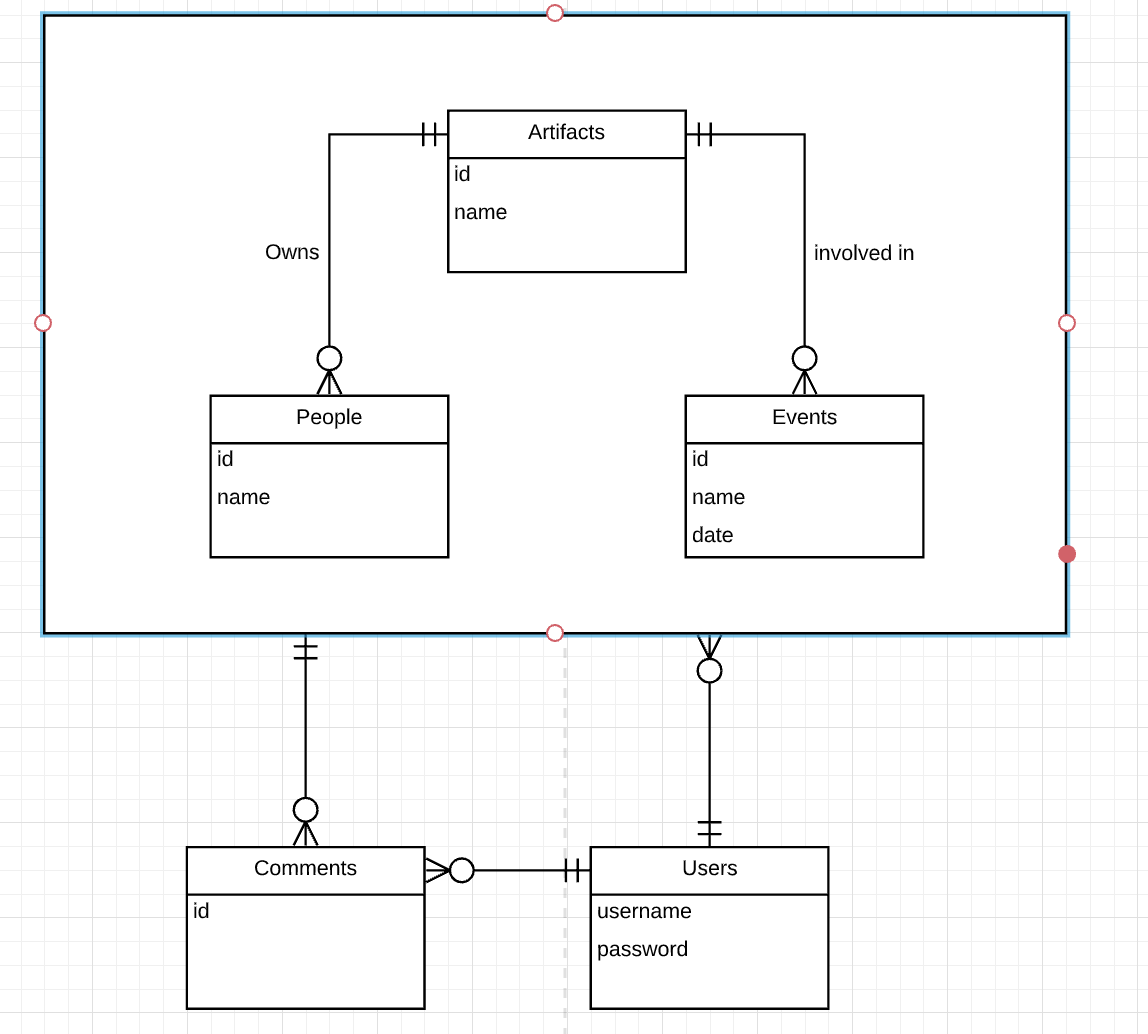 Artifacts
id
name
Owns
involved in
People
id
name
Events
id
name
date
Comments
id
Users
username
password